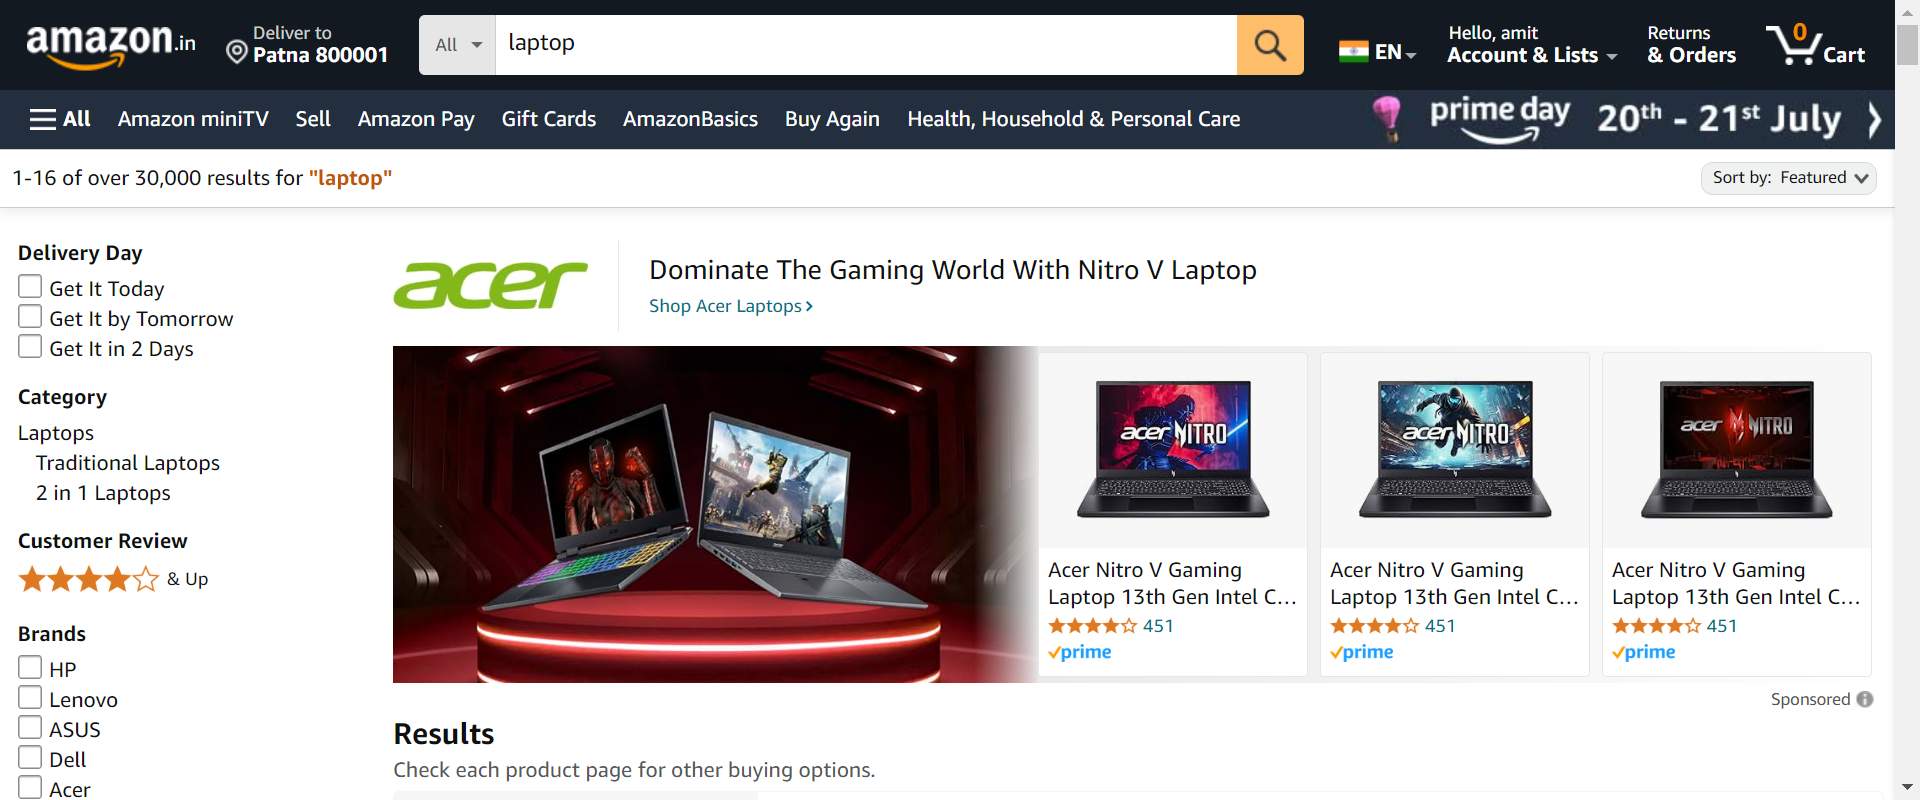 amazon.in
Deliver to
Patna 800001
All
laptop
EN
Hello, amit
Account & Lists
Returns
& Orders
0
Cart
All
Amazon miniTV
Sell
Amazon Pay
Gift Cards
AmazonBasics
Buy Again
Health, Household & Personal Care
prime day
20th - 21st July
1-16 of over 30,000 results for "laptop"
Sort by: Featured
Delivery Day
Get It Today
Get It by Tomorrow
Get It in 2 Days
Category
Laptops
Traditional Laptops
2 in 1 Laptops
Customer Review
& Up
Brands
HP
Lenovo
ASUS
Dell
Acer
acer
Dominate The Gaming World With Nitro V Laptop
Shop Acer Laptops
acer NITRO
Acer Nitro V Gaming
Laptop 13th Gen Intel C...
451
prime
acer NITRO
Acer Nitro V Gaming
Laptop 13th Gen Intel C...
451
prime
acer NITRO
Acer Nitro V Gaming
Laptop 13th Gen Intel C...
451
prime
Sponsored
Results
Check each product page for other buying options.